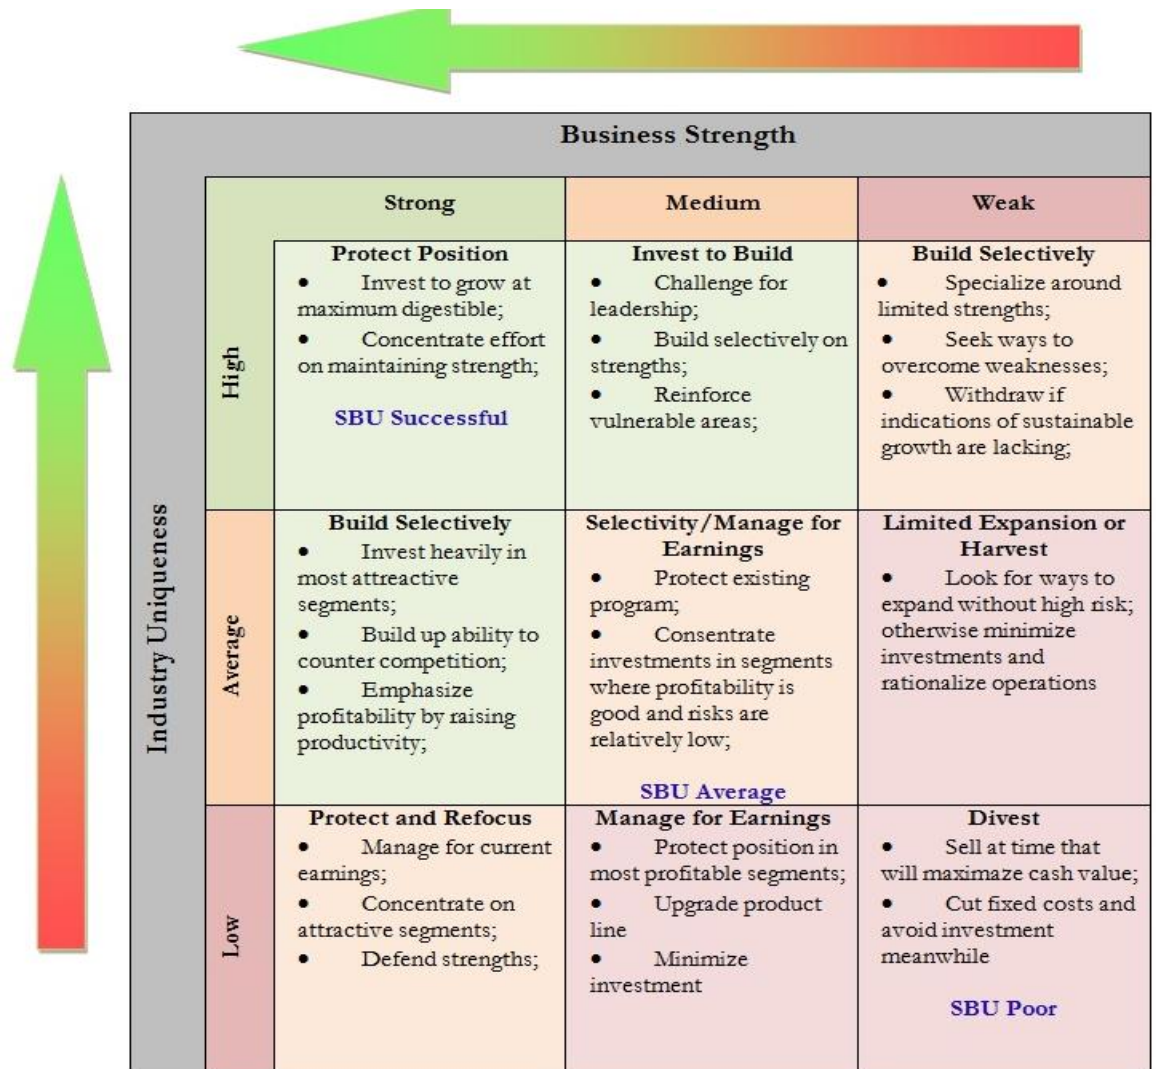 Business Strength
Strong
Medium
Weak
Industry Uniqueness
High
Protect Position
• Invest to grow at
maximum digestible;
• Concentrate effort
on maintaining strength;
SBU Successful
Invest to Build
• Challenge for
leadership;
• Build selectively on
strengths;
• Reinforce
vulnerable areas;
Build Selectively
• Specialize around
limited strengths;
• Seek ways to
overcome weaknesses;
• Withdraw if
indications of sustainable
growth are lacking;
Average
Build Selectively
• Invest heavily in
most attreactive
segments;
• Build up ability to
counter competition;
• Emphasize
profitability by raising
productivity;
Selectivity/Manage for
Earnings
• Protect existing
program;
• Consentrate
investments in segments
where profitability is
good and risks are
relatively low;
SBU Average
Limited Expansion or
Harvest
• Look for ways to
expand without high risk;
otherwise minimize
investments and
rationalize operations
Low
Protect and Refocus
• Manage for current
earnings;
• Concentrate on
attractive segments;
• Defend strengths;
Manage for Earnings
• Protect position in
most profitable segments;
• Upgrade product
line
• Minimize
investment
Divest
• Sell at time that
will maximaze cash value;
• Cut fixed costs and
avoid investment
meanwhile
SBU Poor